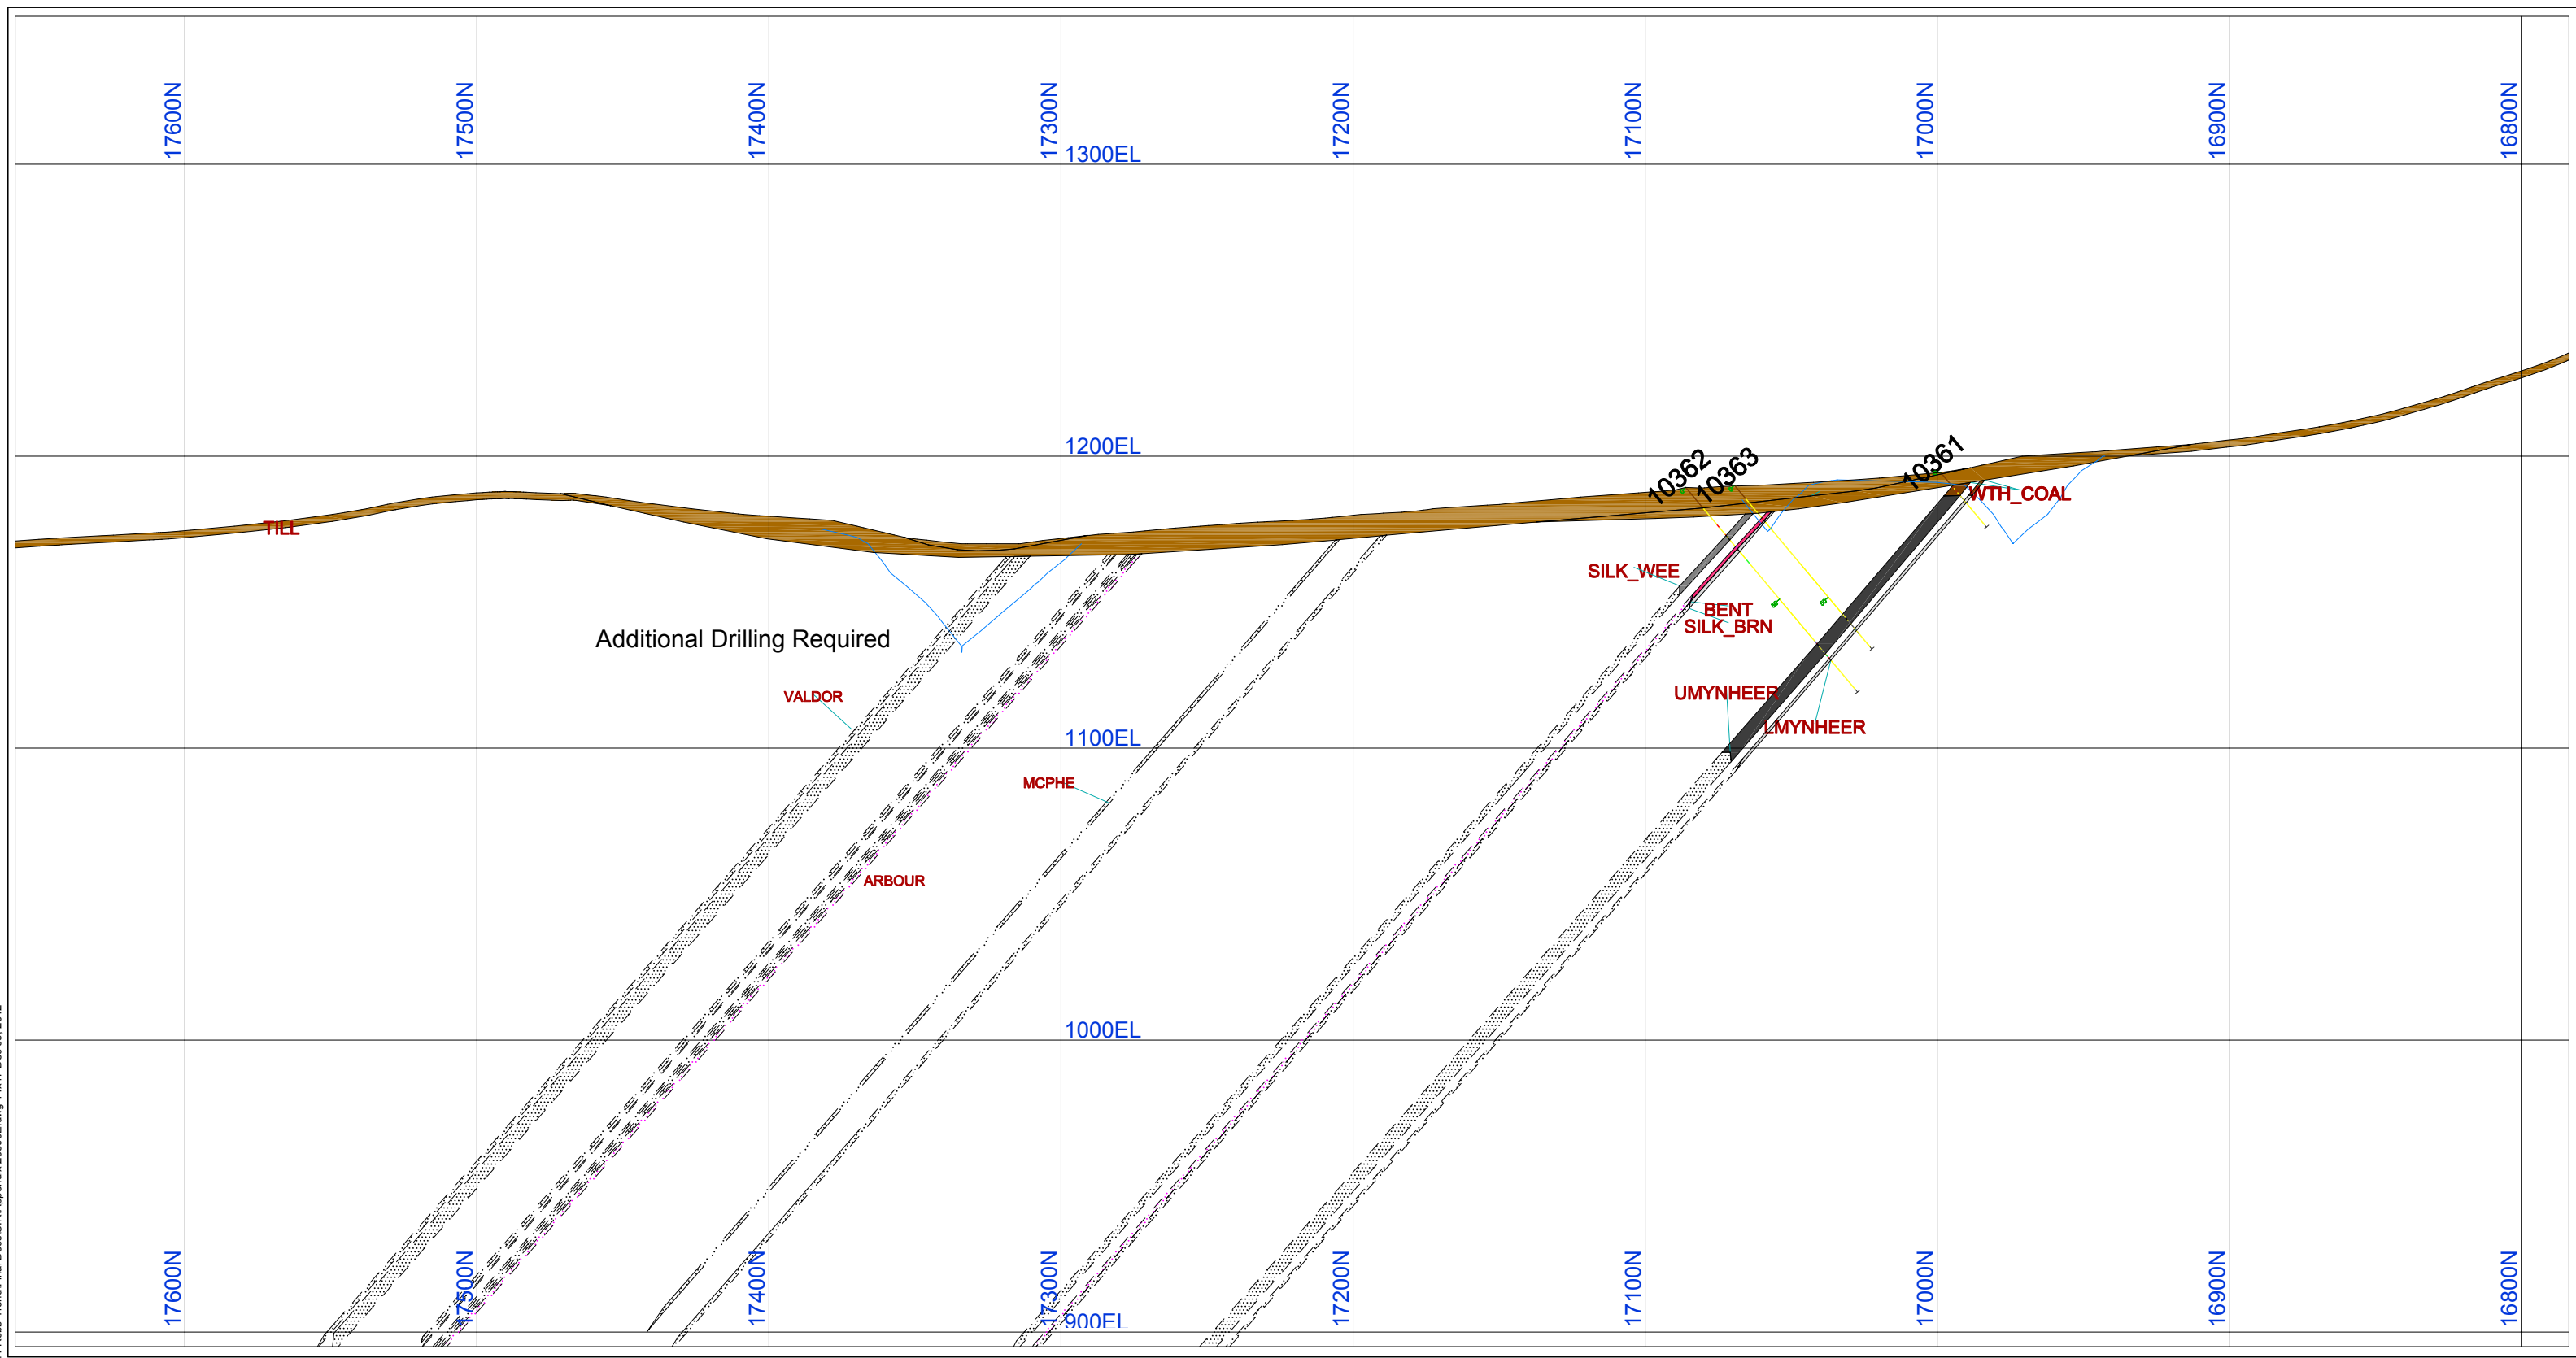 17600N
17500N
17400N
17300N
17200N
17100N
17000N
16900N
16800N
1300EL
1200EL
10362
10363
10361
WTH_COAL
TILL
SILK_WEE
BENT
SILK_BRN
Additional Drilling Required
VALDOR
UMYNHEER
LMYNHEER
1100EL
MCPHE
ARBOUR
1000EL
17600N
17500N
17400N
17300N
17200N
17100N
17000N
16900N
16800N
900EL